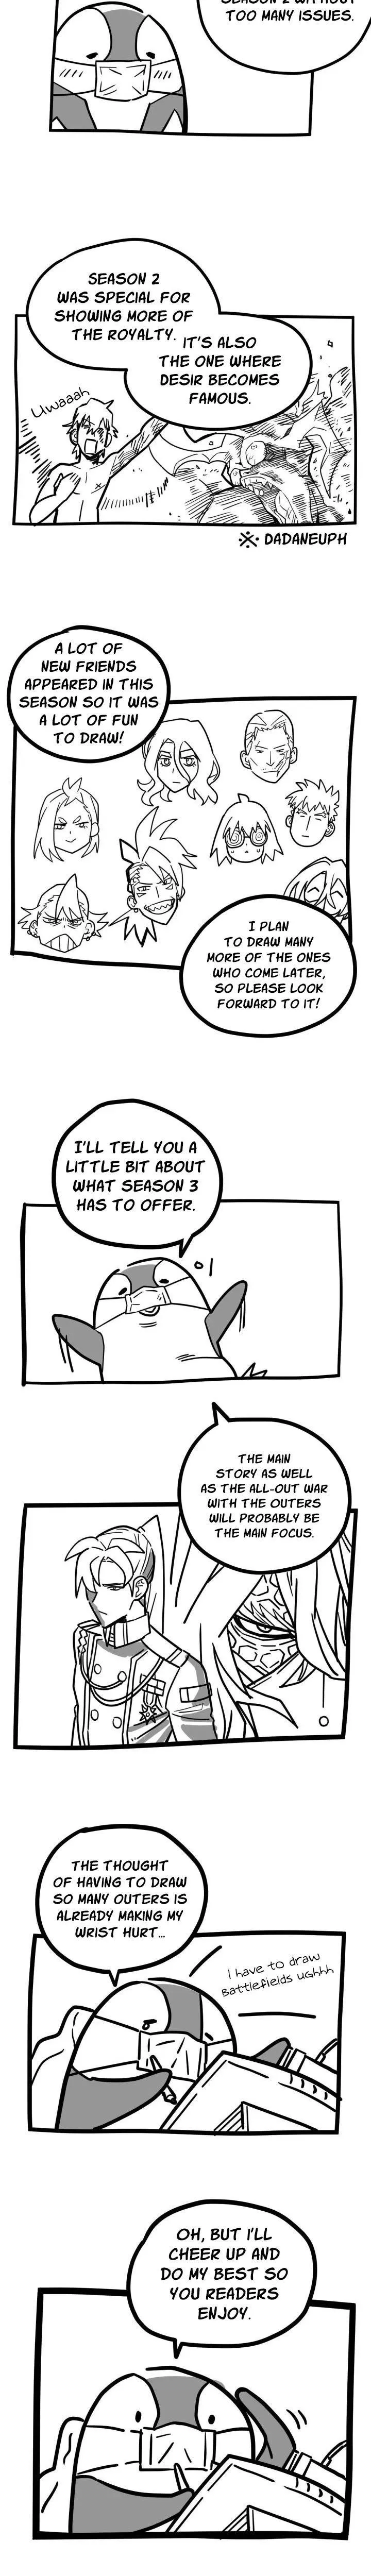 SEASON 2 WITHOUT
TOO MANY ISSUES.
SEASON 2
WAS SPECIAL FOR
SHOWING MORE OF
THE ROYALTY.
IT'S ALSO
THE ONE WHERE
DESIR BECOMES
FAMOUS.
Uwaaah
※ DADANEUPH
A LOT OF
NEW FRIENDS
APPEARED IN THIS
SEASON SO IT WAS
A LOT OF FUN
TO DRAW!
I PLAN
TO DRAW MANY
MORE OF THE ONES
WHO COME LATER,
SO PLEASE LOOK
FORWARD TO IT!
I'LL TELL YOU A
LITTLE BIT ABOUT
WHAT SEASON 3
HAS TO OFFER.
THE MAIN
STORY AS WELL
AS THE ALL-OUT WAR
WITH THE OUTERS
WILL PROBABLY BE
THE MAIN FOCUS.
THE THOUGHT
OF HAVING TO DRAW
SO MANY OUTERS IS
ALREADY MAKING MY
WRIST HURT...
I have to draw
Battlefields ughhh
OH, BUT I'LL
CHEER UP AND
DO MY BEST SO
YOU READERS
ENJOY.